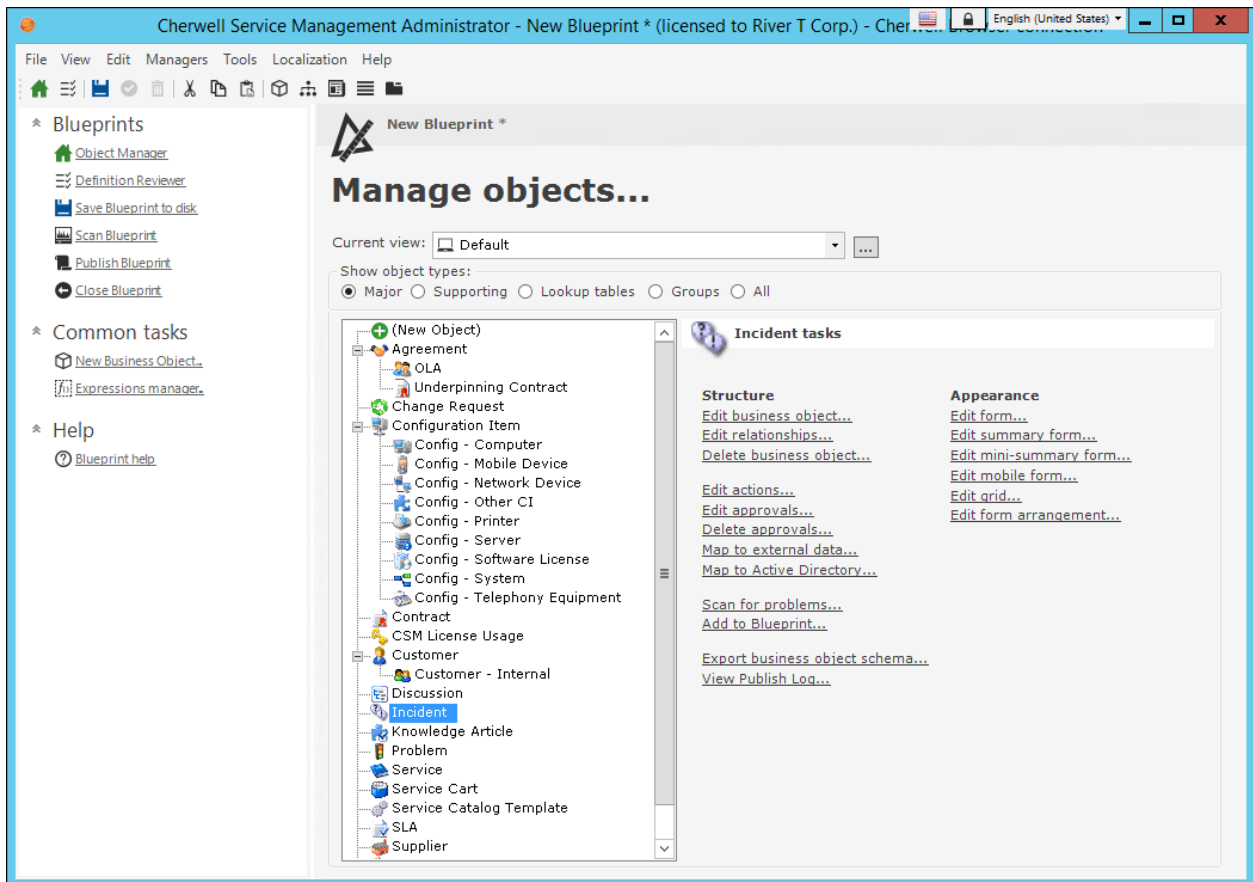 Cherwell Service Management Administrator - New Blueprint * (licensed to River T Corp.) - Cherwell Browser connection
English (United States)
File View Edit Managers Tools Localization Help
Blueprints
Object Manager
Definition Reviewer
Save Blueprint to disk
Scan Blueprint
Publish Blueprint
Close Blueprint
Common tasks
New Business Object...
Expressions manager...
Help
Blueprint help
New Blueprint *
Manage objects...
Current view: Default ...
Show object types:
Major Supporting Lookup tables Groups All
(New Object)
Agreement
OLA
Underpinning Contract
Change Request
Configuration Item
Config - Computer
Config - Mobile Device
Config - Network Device
Config - Other CI
Config - Printer
Config - Server
Config - Software License
Config - System
Config - Telephony Equipment
Contract
CSM License Usage
Customer
Customer - Internal
Discussion
Incident
Knowledge Article
Problem
Service
Service Cart
Service Catalog Template
SLA
Supplier
Incident tasks
Structure
Edit business object...
Edit relationships...
Delete business object...
Edit actions...
Edit approvals...
Delete approvals...
Map to external data...
Map to Active Directory...
Scan for problems...
Add to Blueprint...
Export business object schema...
View Publish Log...
Appearance
Edit form...
Edit summary form...
Edit mini-summary form...
Edit mobile form...
Edit grid...
Edit form arrangement...